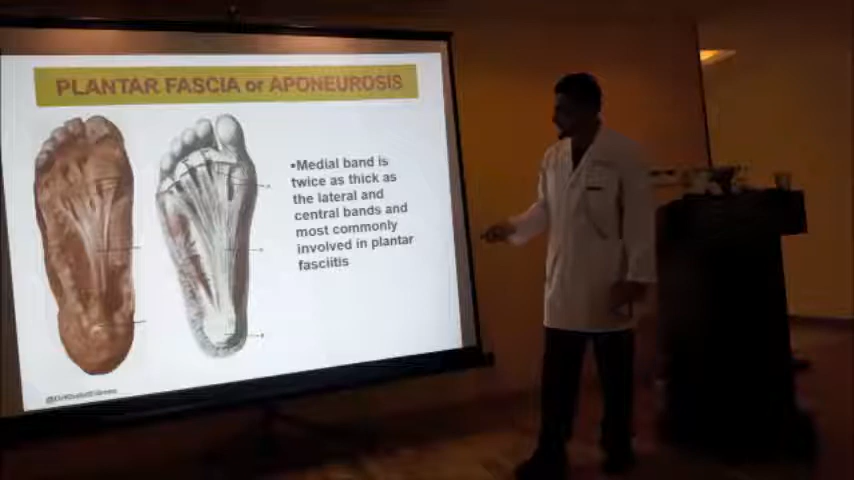 PLANTAR FASCIA or APONEUROSIS
•Medial band is
twice as thick as
the lateral and
central bands and
most commonly
involved in plantar
fasciitis